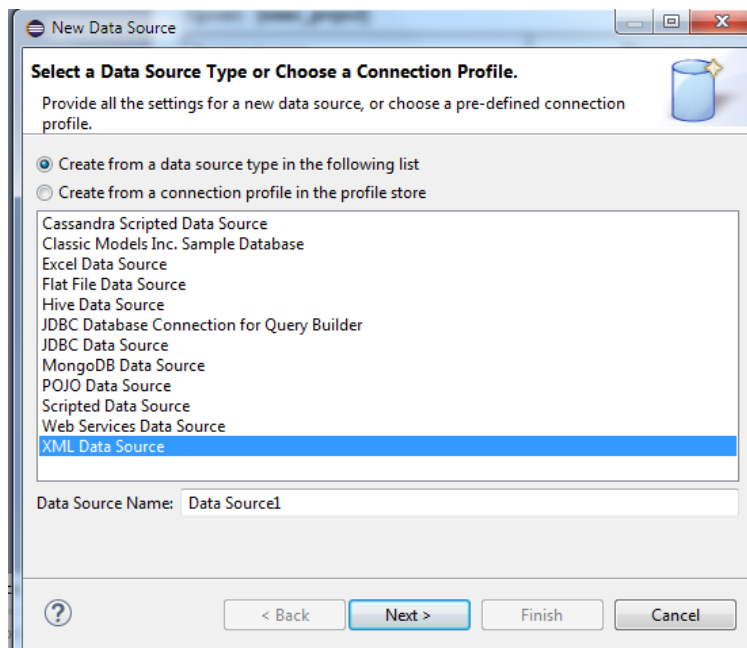 New Data Source
Select a Data Source Type or Choose a Connection Profile.
Provide all the settings for a new data source, or choose a pre-defined connection
profile.
Create from a data source type in the following list
Create from a connection profile in the profile store
Cassandra Scripted Data Source
Classic Models Inc. Sample Database
Excel Data Source
Flat File Data Source
Hive Data Source
JDBC Database Connection for Query Builder
JDBC Data Source
MongoDB Data Source
POJO Data Source
Scripted Data Source
Web Services Data Source
XML Data Source
Data Source Name: Data Source1
? < Back Next > Finish Cancel